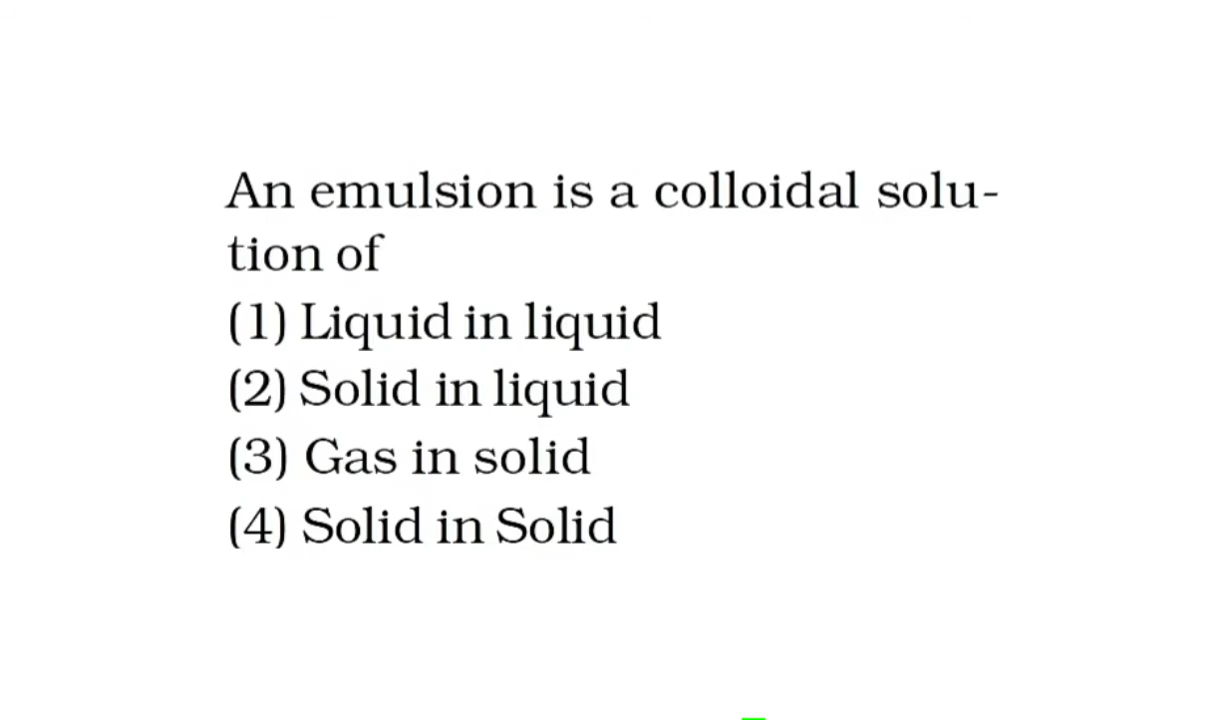 An emulsion is a colloidal solu-
tion of
(1) Liquid in liquid
(2) Solid in liquid
(3) Gas in solid
(4) Solid in Solid